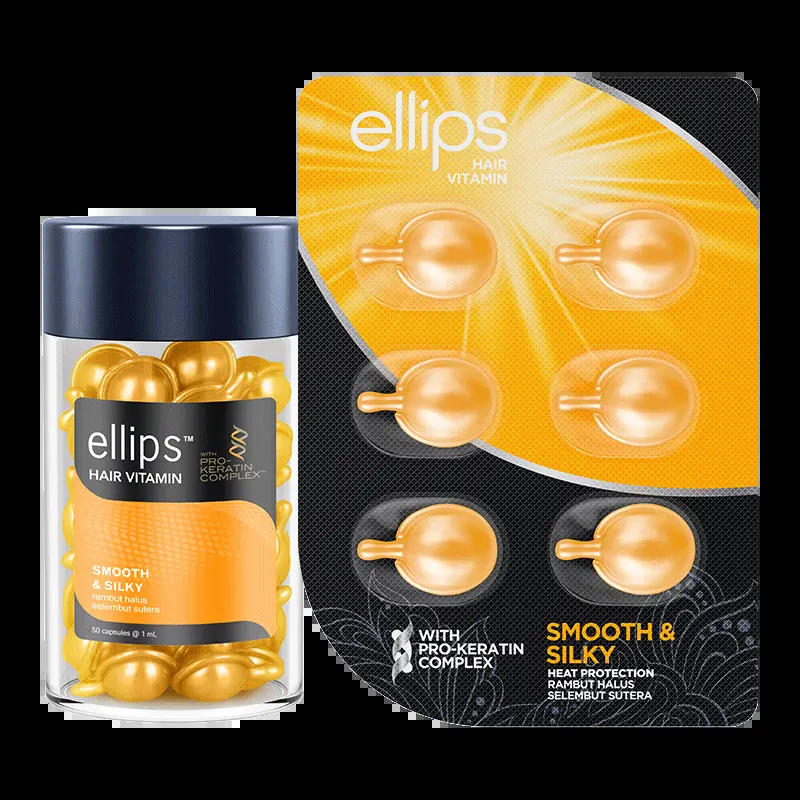 ellips
HAIR
VITAMIN
ellips™
HAIR VITAMIN
WITH
PRO-
KERATIN
COMPLEX™
SMOOTH
& SILKY
rambut halus
selembut sutera
50 capsules @ 1 mL
WITH
PRO-KERATIN
COMPLEX
SMOOTH &
SILKY
HEAT PROTECTION
RAMBUT HALUS
SELEMBUT SUTERA